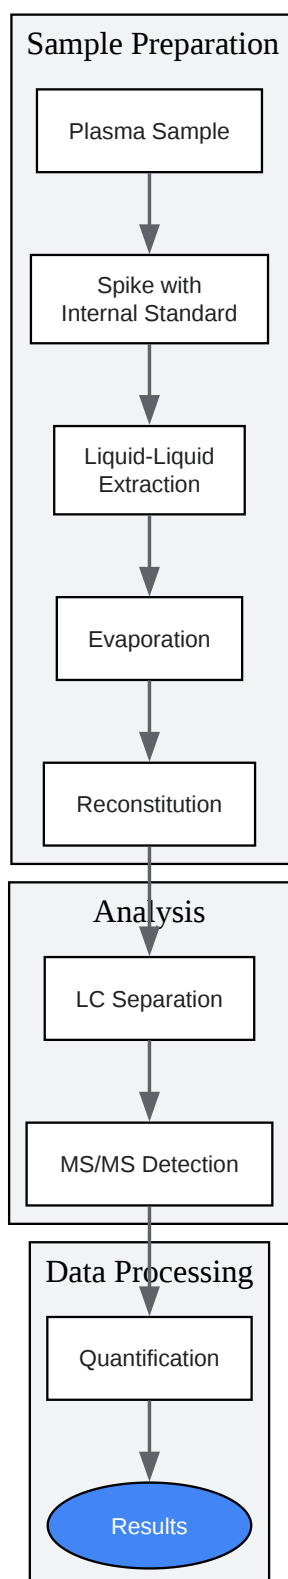 Sample Preparation
Plasma Sample
Spike with
Internal Standard
Liquid-Liquid
Extraction
Evaporation
Reconstitution
Analysis
LC Separation
MS/MS Detection
Data Processing
Quantification
Results